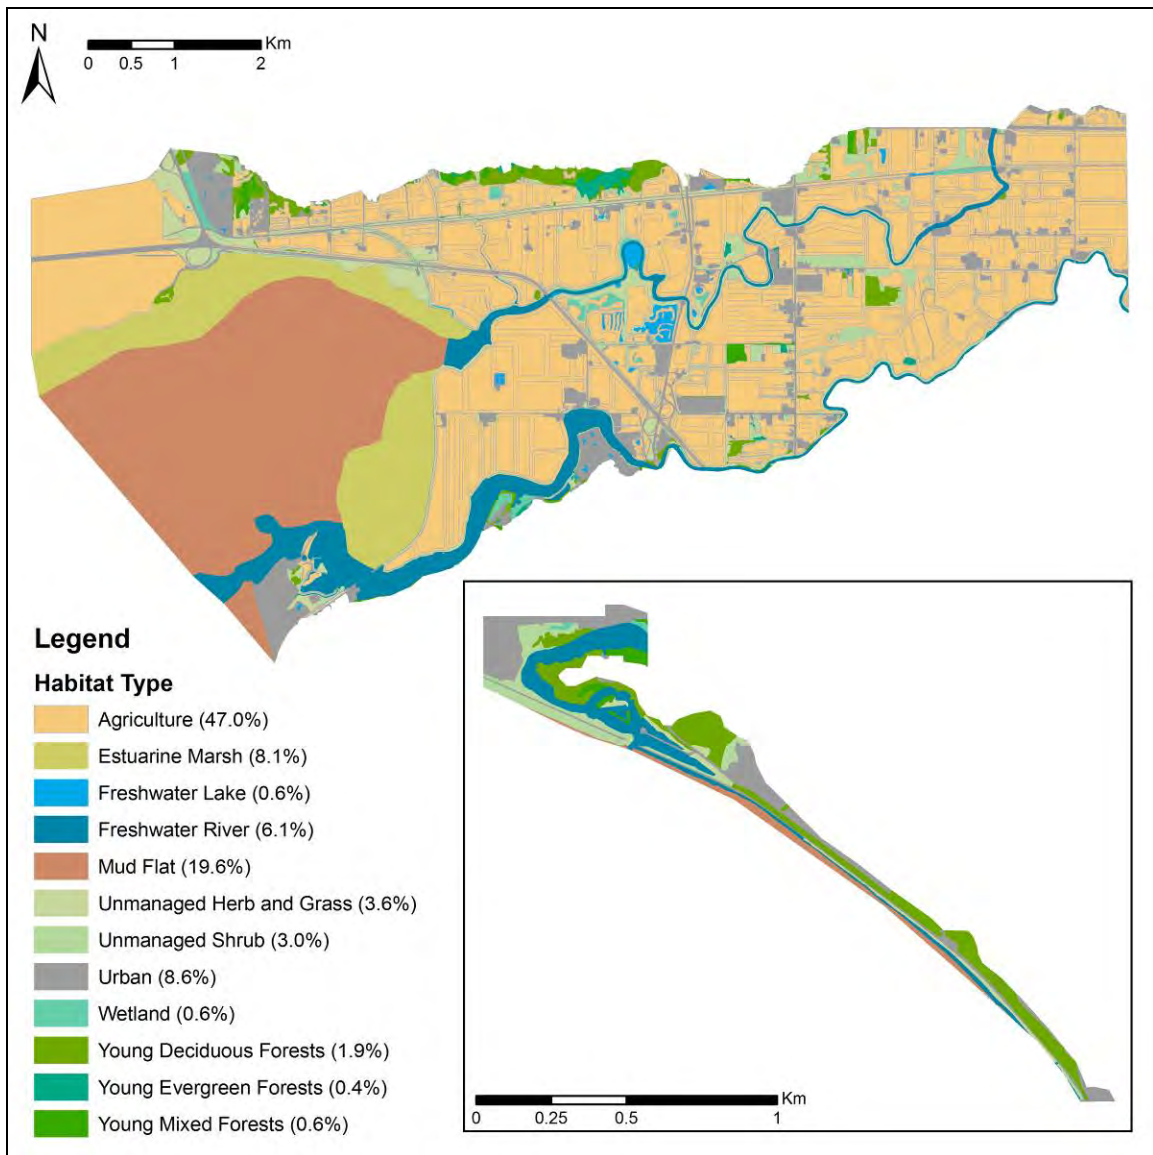 N
Km
0 0.5 1 2
Legend
Habitat Type
Agriculture (47.0%)
Estuarine Marsh (8.1%)
Freshwater Lake (0.6%)
Freshwater River (6.1%)
Mud Flat (19.6%)
Unmanaged Herb and Grass (3.6%)
Unmanaged Shrub (3.0%)
Urban (8.6%)
Wetland (0.6%)
Young Deciduous Forests (1.9%)
Young Evergreen Forests (0.4%)
Young Mixed Forests (0.6%)
Km
0 0.25 0.5 1